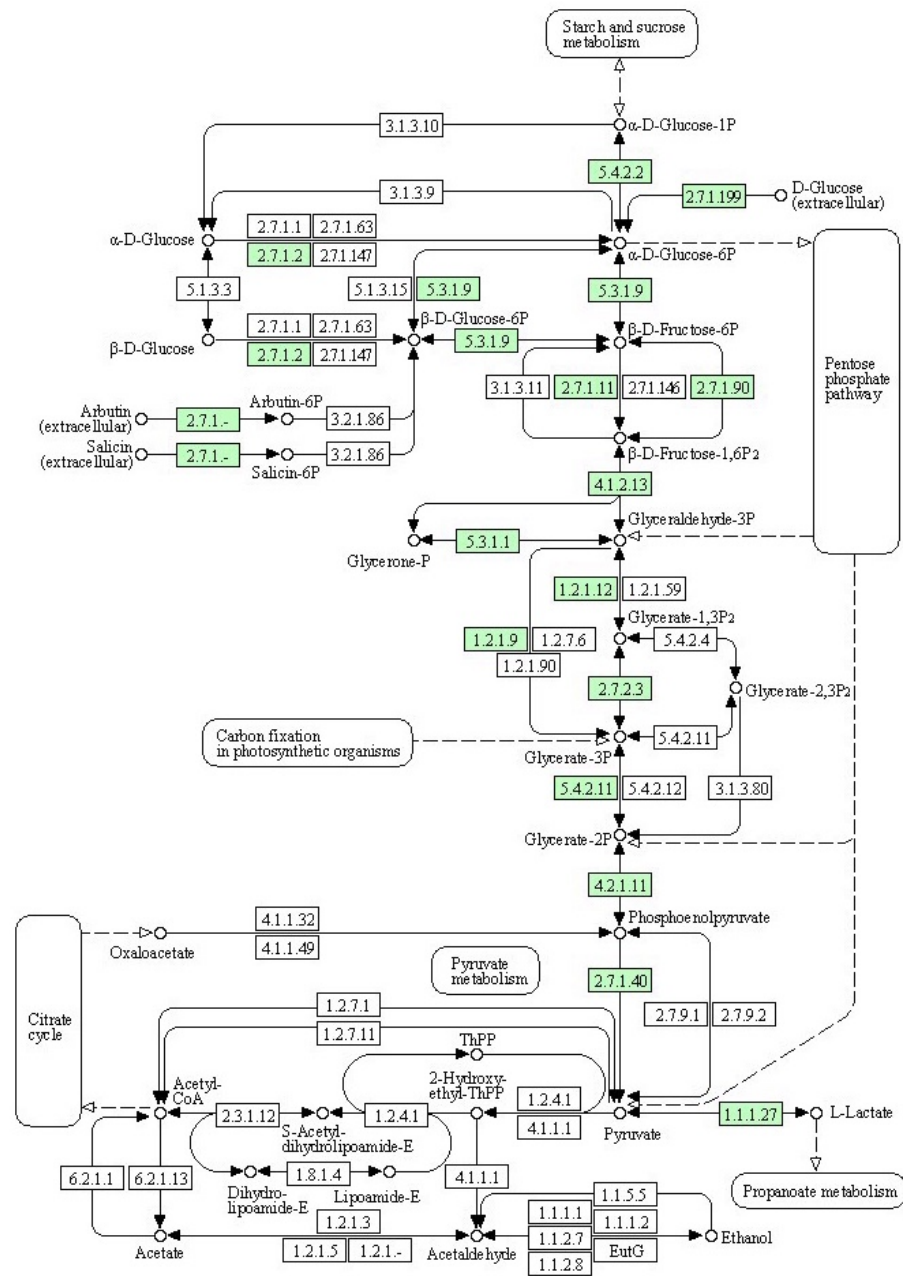 Starch and sucrose
metabolism
3.1.3.10
α-D-Glucose-1P
5.4.2.2
3.1.3.9
2.7.1.199
D-Glucose
(extracellular)
α-D-Glucose
2.7.1.1
2.7.1.63
2.7.1.2
2.7.1.147
α-D-Glucose-6P
5.1.3.3
5.1.3.15
5.3.1.9
5.3.1.9
β-D-Glucose
2.7.1.1
2.7.1.63
2.7.1.2
2.7.1.147
β-D-Glucose-6P
5.3.1.9
β-D-Fructose-6P
Pentose
phosphate
pathway
3.1.3.11
2.7.1.11
2.7.1.146
2.7.1.90
Arbutin
(extracellular)
2.7.1.-
Arbutin-6P
3.2.1.86
Salicin
(extracellular)
2.7.1.-
Salicin-6P
3.2.1.86
β-D-Fructose-1,6P2
4.1.2.13
Glyceraldehyde-3P
Glycerone-P
5.3.1.1
1.2.1.12
1.2.1.59
Glycerate-1,3P2
1.2.1.9
1.2.7.6
1.2.1.90
5.4.2.4
2.7.2.3
Glycerate-2,3P2
Carbon fixation
in photosynthetic organisms
Glycerate-3P
5.4.2.11
5.4.2.11
5.4.2.12
3.1.3.80
Glycerate-2P
4.2.1.11
Phosphoenolpyruvate
Oxaloacetate
4.1.1.32
4.1.1.49
Pyruvate
metabolism
2.7.1.40
Citrate
cycle
1.2.7.1
1.2.7.11
2.7.9.1
2.7.9.2
ThPP
Acetyl-
CoA
2-Hydroxy-
ethyl-ThPP
2.3.1.12
S-Acetyl-
dihydrolipoamide-E
1.2.4.1
1.2.4.1
4.1.1.1
Pyruvate
1.1.1.27
L-Lactate
6.2.1.1
6.2.1.13
Dihydro-
lipoamide-E
1.8.1.4
Lipoamide-E
4.1.1.1
Propanoate metabolism
Acetate
1.2.1.3
1.2.1.5
1.2.1.-
Acetaldehyde
1.1.5.5
1.1.1.1
1.1.1.2
1.1.2.7
EutG
1.1.2.8
Ethanol